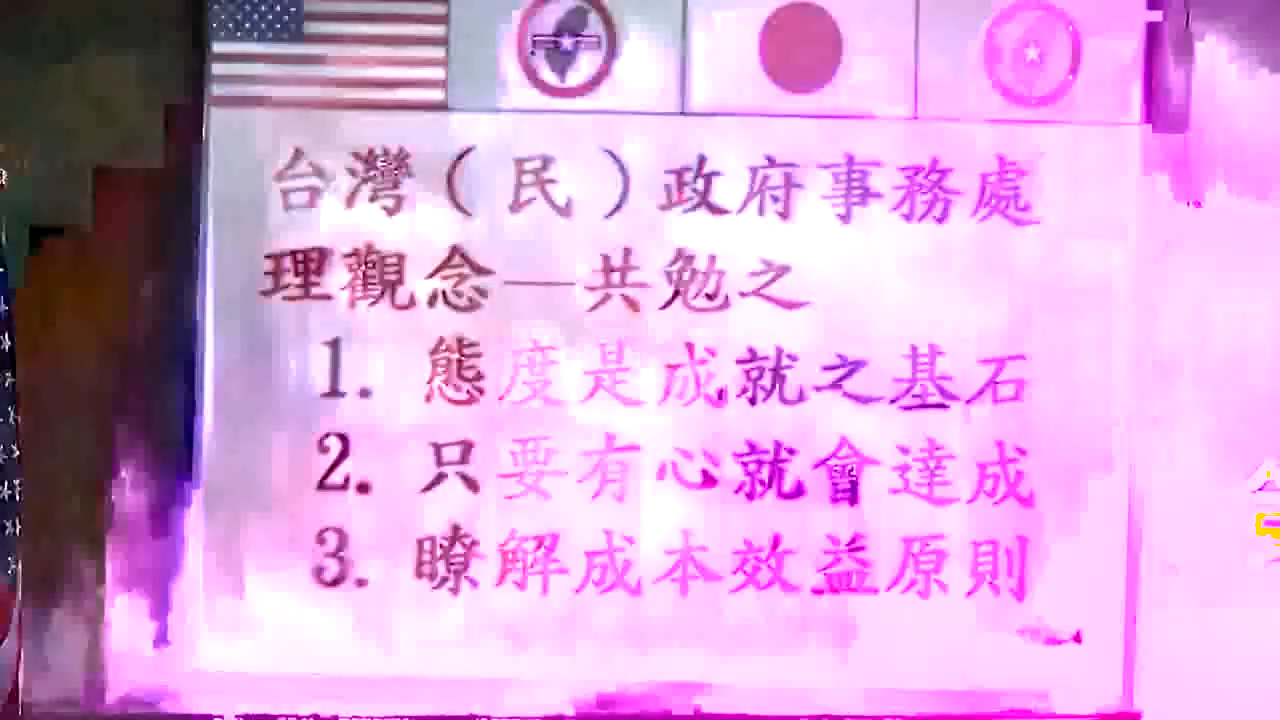 台灣（民）政府事務處
理觀念—共勉之
1. 態度是成就之基石
2. 只要有心就會達成
3. 瞭解成本效益原則